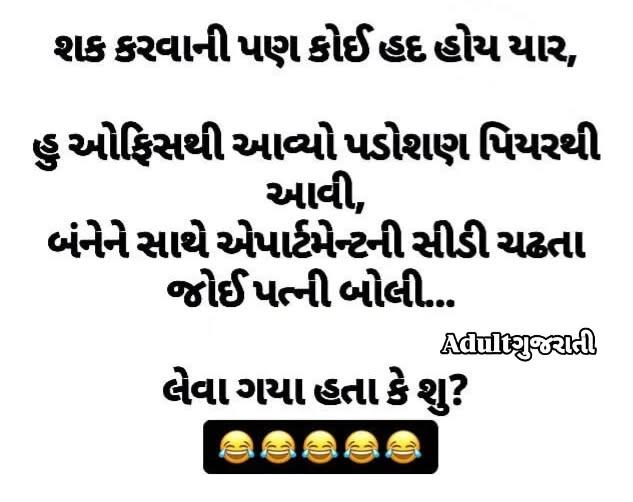 શક કરવાની પણ કોઈ હદ હોય યાર,
હુ ઓફિસથી આવ્યો પડોશણ પિયરથી
આવી,
બંનેને સાથે એપાર્ટમેન્ટની સીડી ચઢતા
જોઈ પત્ની બોલી...
Adultગુજરાતી
લેવા ગયા હતા કે શુ?
😂😂😂😂😂